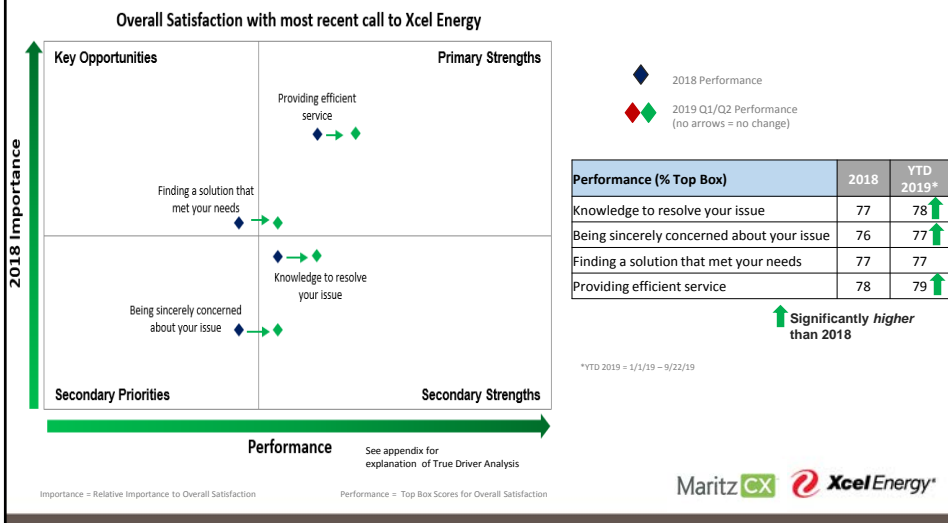 Overall Satisfaction with most recent call to Xcel Energy
Key Opportunities
Primary Strengths
Providing efficient
service
Finding a solution that
met your needs
Knowledge to resolve
your issue
Being sincerely concerned
about your issue
Secondary Priorities
Secondary Strengths
2018 Importance
Performance
See appendix for
explanation of True Driver Analysis
Importance = Relative Importance to Overall Satisfaction
Performance = Top Box Scores for Overall Satisfaction
2018 Performance
2019 Q1/Q2 Performance
(no arrows = no change)
Performance (% Top Box) 2018 YTD
2019*
Knowledge to resolve your issue 77 78
Being sincerely concerned about your issue 76 77
Finding a solution that met your needs 77 77
Providing efficient service 78 79
Significantly higher
than 2018
*YTD 2019 = 1/1/19 – 9/22/19
MaritzCX
Xcel Energy®